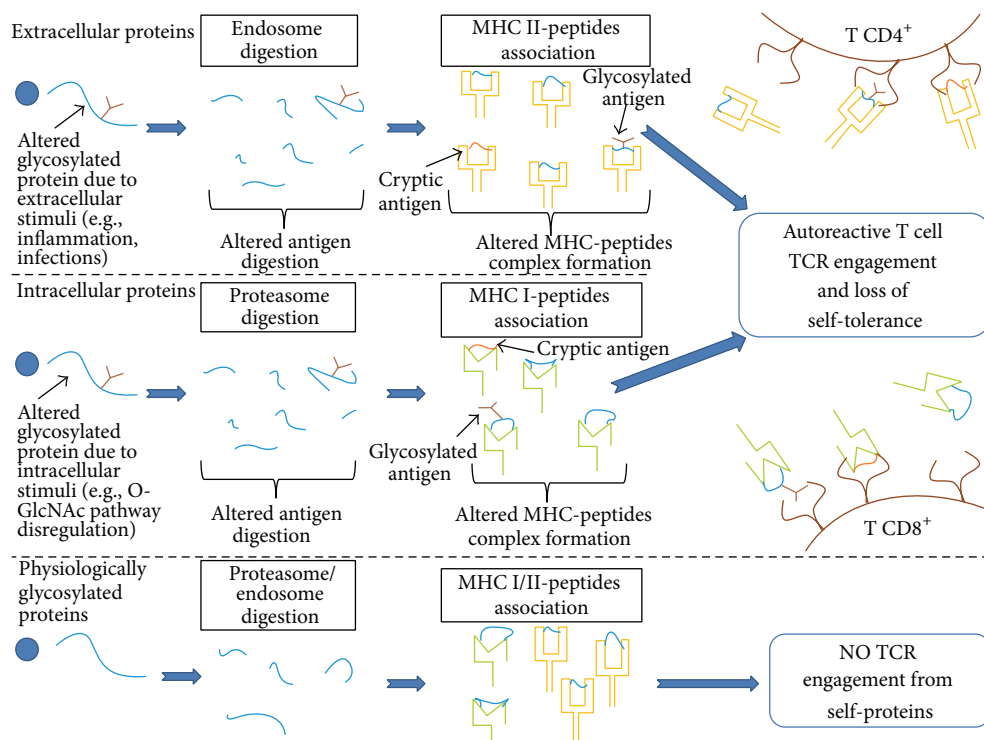 Extracellular proteins
Endosome
digestion
MHC II-peptides
association
T CD4+
Glycosylated
antigen
Altered
glycosylated
protein due to
extracellular
stimuli (e.g.,
inflammation,
infections)
Cryptic
antigen
Altered antigen
digestion
Altered MHC-peptides
complex formation
Autoreactive T cell
TCR engagement
and loss of
self-tolerance
Intracellular proteins
Proteasome
digestion
MHC I-peptides
association
Cryptic antigen
Altered
glycosylated
protein due to
intracellular
stimuli (e.g., O-
GlcNAc pathway
disregulation)
Glycosylated
antigen
Altered antigen
digestion
Altered MHC-peptides
complex formation
T CD8+
Physiologically
glycosylated
proteins
Proteasome/
endosome
digestion
MHC I/II-peptides
association
NO TCR
engagement from
self-proteins